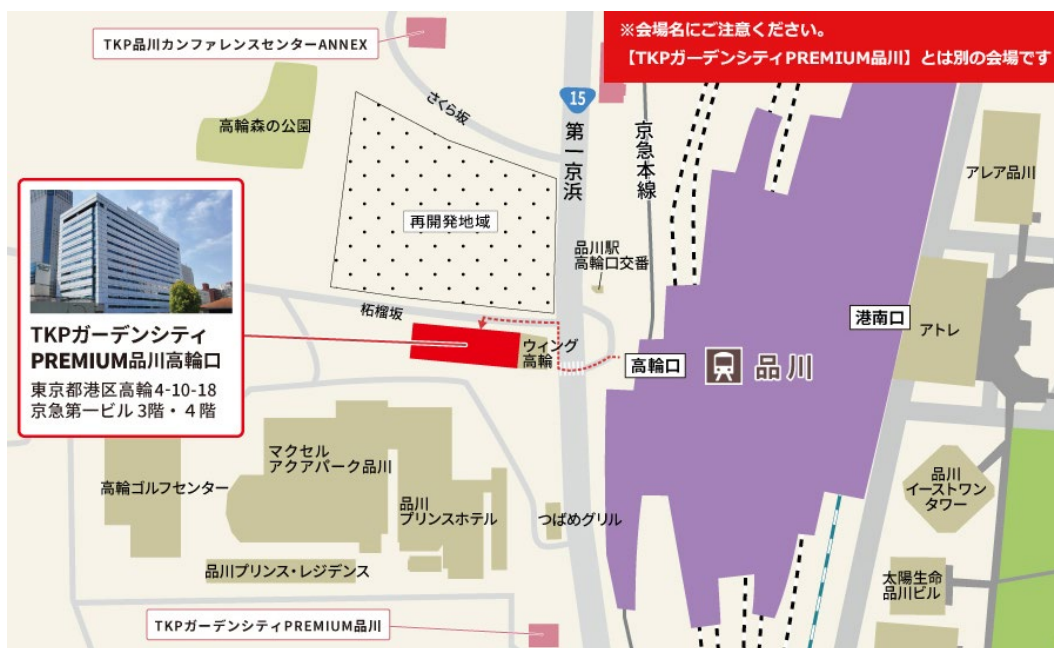 ※会場名にご注意ください。
【TKPガーデンシティPREMIUM品川】とは別の会場です
TKP品川カンファレンスセンターANNEX
15
第一京浜
さくら坂
京急本線
高輪森の公園
アレア品川
再開発地域
品川駅
高輪口交番
柘榴坂
港南口
アトレ
ウィング
高輪
高輪口
品川
TKPガーデンシティ
PREMIUM品川高輪口
東京都港区高輪4-10-18
京急第一ビル 3階・4階
マクセル
アクアパーク品川
高輪ゴルフセンター
品川
プリンスホテル
つばめグリル
品川
イーストワン
タワー
品川プリンス・レジデンス
太陽生命
品川ビル
TKPガーデンシティPREMIUM品川